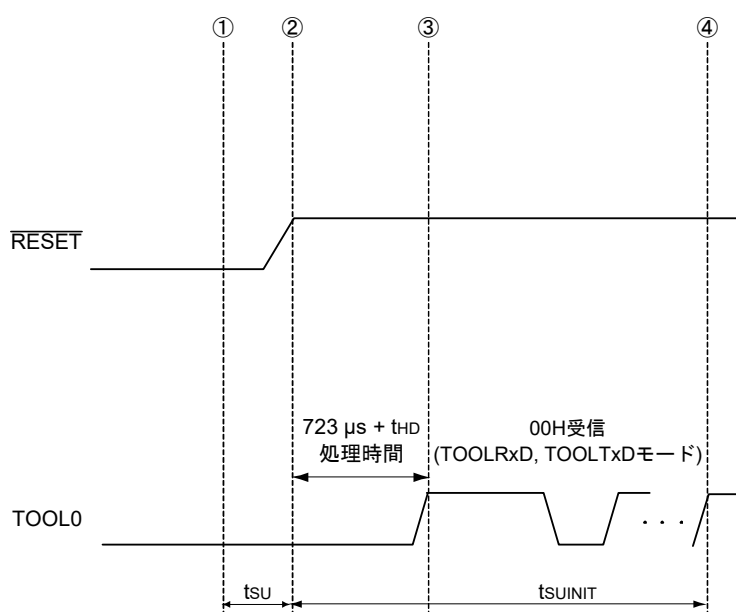 ① ② ③ ④
RESET
723 µs + tHD
処理時間
00H受信
(TOOLRxD, TOOLTxDモード)
TOOL0
. . .
tSU
tSUINIT